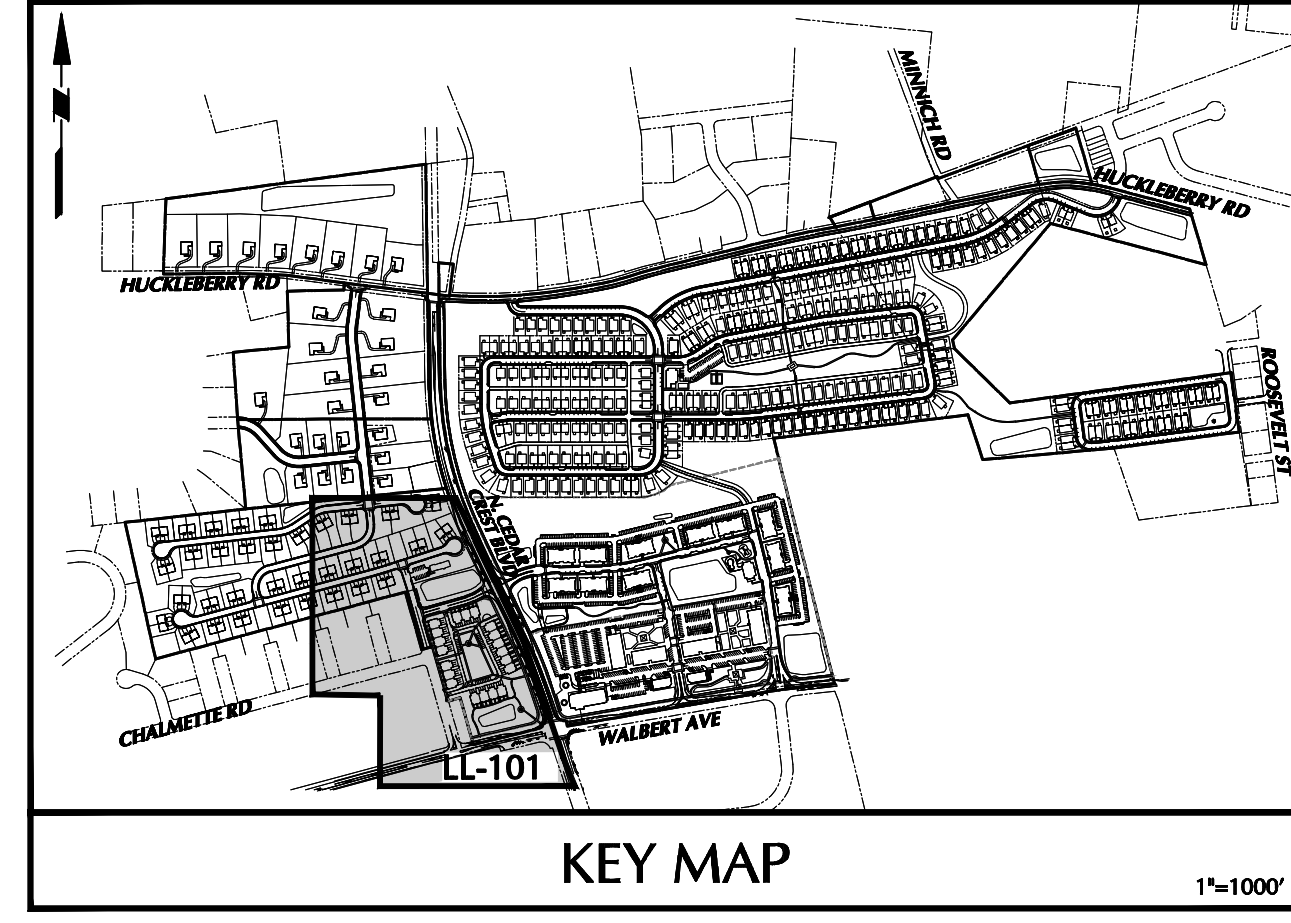 MINNICH RD
HUCKLEBERRY RD
HUCKLEBERRY RD
ROOSEVELT ST
N. CEDAR
CREST BLVD
CHALMETTE RD
WALBERT AVE
LL-101
KEY MAP
1"=1000'